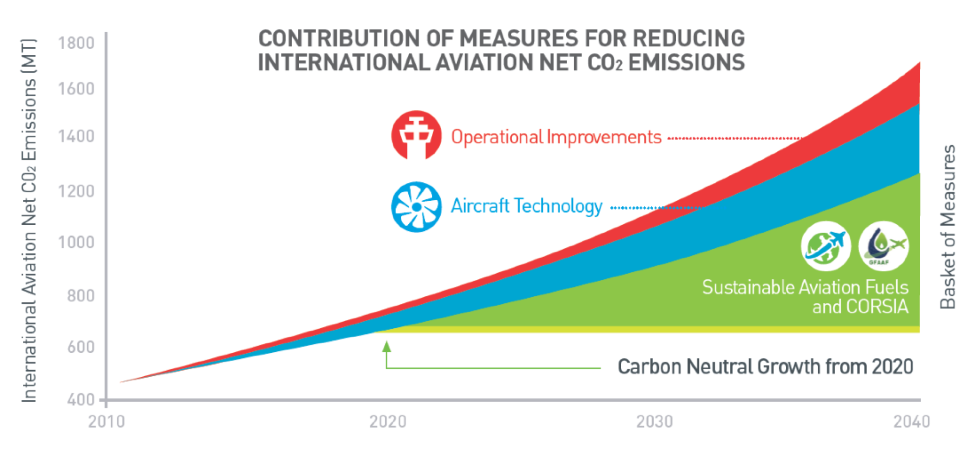 CONTRIBUTION OF MEASURES FOR REDUCING
INTERNATIONAL AVIATION NET CO₂ EMISSIONS
International Aviation Net CO₂ Emissions (MT)
1800
1600
1400
1200
1000
800
600
400
Operational Improvements
Aircraft Technology
GFAAF
Sustainable Aviation Fuels
and CORSIA
Carbon Neutral Growth from 2020
Basket of Measures
2010
2020
2030
2040